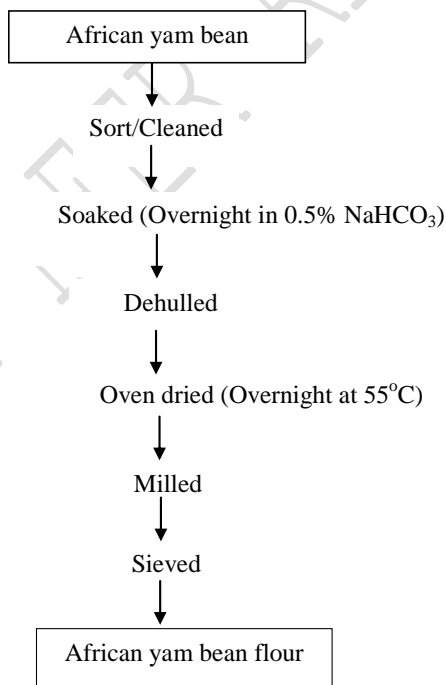 African yam bean
Sort/Cleaned
Soaked (Overnight in 0.5% NaHCO₃)
Dehulled
Oven dried (Overnight at 55°C)
Milled
Sieved
African yam bean flour